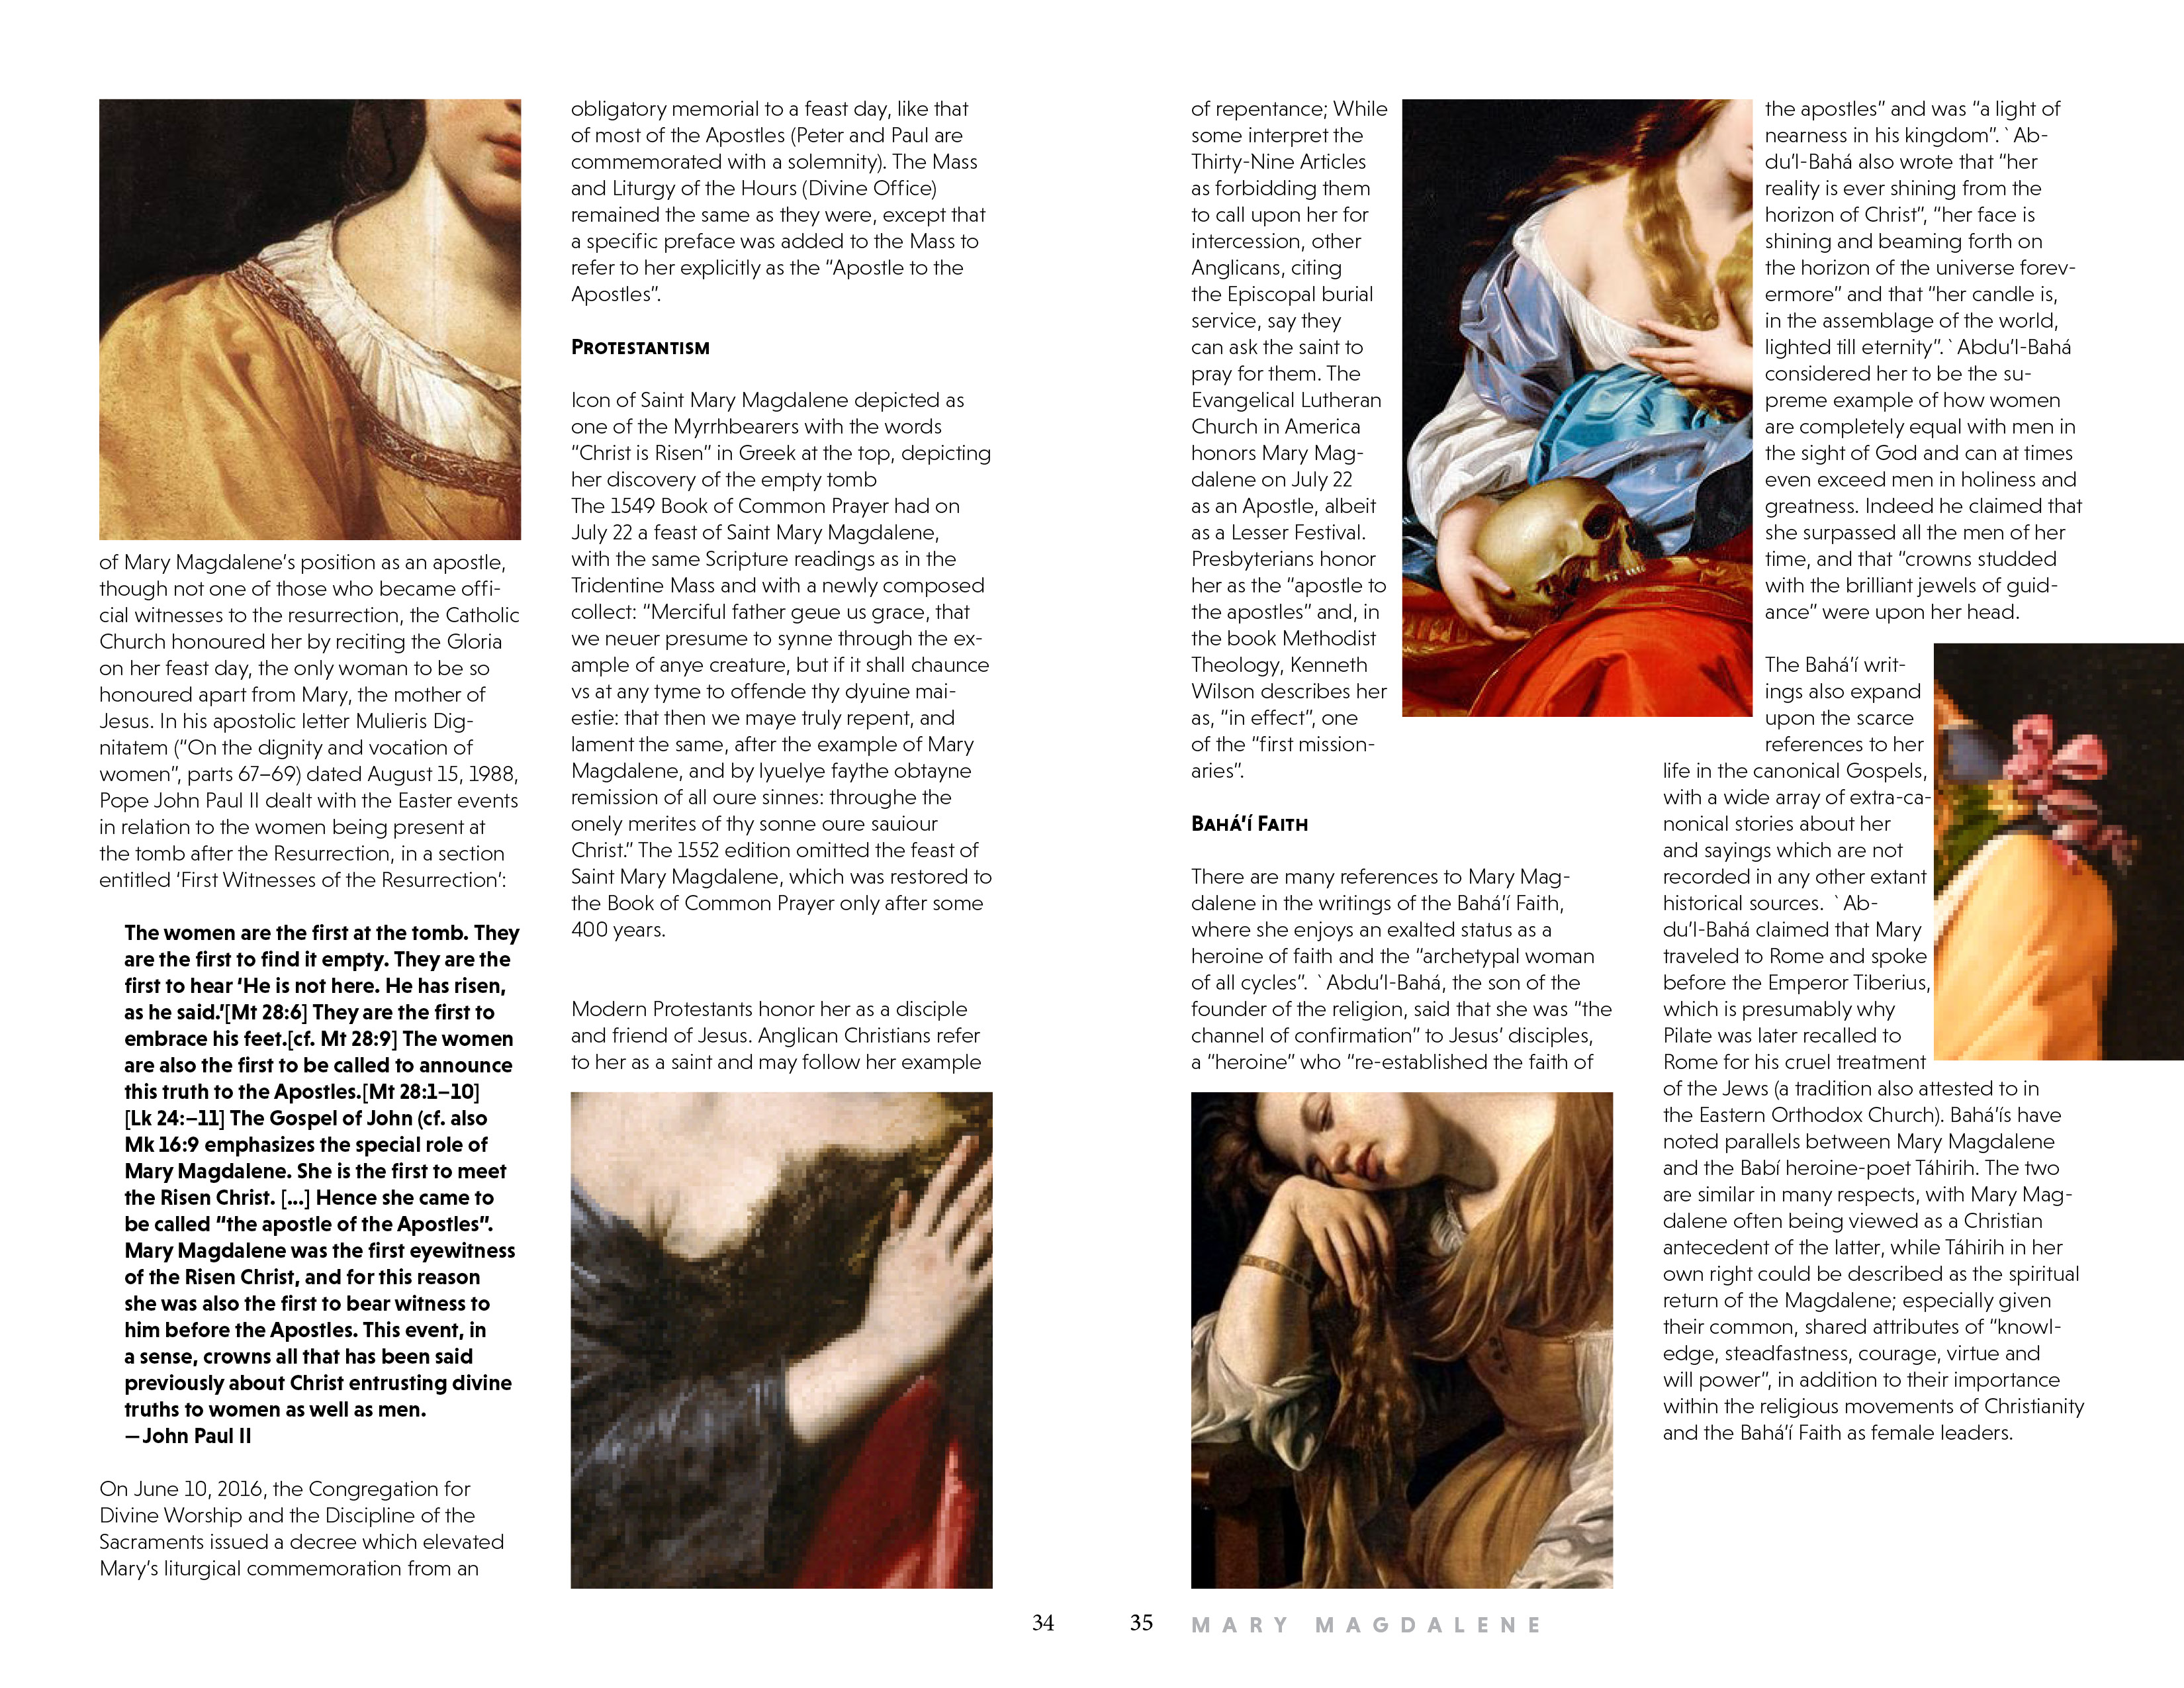 of Mary Magdalene’s position as an apostle,
though not one of those who became offi-
cial witnesses to the resurrection, the Catholic
Church honoured her by reciting the Gloria
on her feast day, the only woman to be so
honoured apart from Mary, the mother of
Jesus. In his apostolic letter Mulieris Dig-
nitatem (“On the dignity and vocation of
women”, parts 67–69) dated August 15, 1988,
Pope John Paul II dealt with the Easter events
in relation to the women being present at
the tomb after the Resurrection, in a section
entitled ‘First Witnesses of the Resurrection’:
The women are the first at the tomb. They
are the first to find it empty. They are the
first to hear ‘He is not here. He has risen,
as he said.’[Mt 28:6] They are the first to
embrace his feet.[cf. Mt 28:9] The women
are also the first to be called to announce
this truth to the Apostles.[Mt 28:1–10]
[Lk 24:–11] The Gospel of John (cf. also
Mk 16:9 emphasizes the special role of
Mary Magdalene. She is the first to meet
the Risen Christ. [...] Hence she came to
be called “the apostle of the Apostles”.
Mary Magdalene was the first eyewitness
of the Risen Christ, and for this reason
she was also the first to bear witness to
him before the Apostles. This event, in
a sense, crowns all that has been said
previously about Christ entrusting divine
truths to women as well as men.
—John Paul II
On June 10, 2016, the Congregation for
Divine Worship and the Discipline of the
Sacraments issued a decree which elevated
Mary’s liturgical commemoration from an
obligatory memorial to a feast day, like that
of most of the Apostles (Peter and Paul are
commemorated with a solemnity). The Mass
and Liturgy of the Hours (Divine Office)
remained the same as they were, except that
a specific preface was added to the Mass to
refer to her explicitly as the “Apostle to the
Apostles”.
Protestantism
Icon of Saint Mary Magdalene depicted as
one of the Myrrhbearers with the words
“Christ is Risen” in Greek at the top, depicting
her discovery of the empty tomb
The 1549 Book of Common Prayer had on
July 22 a feast of Saint Mary Magdalene,
with the same Scripture readings as in the
Tridentine Mass and with a newly composed
collect: “Merciful father geue us grace, that
we neuer presume to synne through the ex-
ample of anye creature, but if it shall chaunce
vs at any tyme to offende thy dyuine mai-
estie: that then we maye truly repent, and
lament the same, after the example of Mary
Magdalene, and by lyuelye faythe obtayne
remission of all oure sinnes: throughe the
onely merites of thy sonne oure sauiour
Christ.” The 1552 edition omitted the feast of
Saint Mary Magdalene, which was restored to
the Book of Common Prayer only after some
400 years.
Modern Protestants honor her as a disciple
and friend of Jesus. Anglican Christians refer
to her as a saint and may follow her example
34
of repentance; While
some interpret the
Thirty-Nine Articles
as forbidding them
to call upon her for
intercession, other
Anglicans, citing
the Episcopal burial
service, say they
can ask the saint to
pray for them. The
Evangelical Lutheran
Church in America
honors Mary Mag-
dalene on July 22
as an Apostle, albeit
as a Lesser Festival.
Presbyterians honor
her as the “apostle to
the apostles” and, in
the book Methodist
Theology, Kenneth
Wilson describes her
as, “in effect”, one
of the “first mission-
aries”.
Bahá’í Faith
There are many references to Mary Mag-
dalene in the writings of the Bahá’í Faith,
where she enjoys an exalted status as a
heroine of faith and the “archetypal woman
of all cycles”. `Abdu’l-Bahá, the son of the
founder of the religion, said that she was “the
channel of confirmation” to Jesus’ disciples,
a “heroine” who “re-established the faith of
the apostles” and was “a light of
nearness in his kingdom”. `Ab-
du’l-Bahá also wrote that “her
reality is ever shining from the
horizon of Christ”, “her face is
shining and beaming forth on
the horizon of the universe forev-
ermore” and that “her candle is,
in the assemblage of the world,
lighted till eternity”. `Abdu’l-Bahá
considered her to be the su-
preme example of how women
are completely equal with men in
the sight of God and can at times
even exceed men in holiness and
greatness. Indeed he claimed that
she surpassed all the men of her
time, and that “crowns studded
with the brilliant jewels of guid-
ance” were upon her head.
The Bahá’í writ-
ings also expand
upon the scarce
references to her
life in the canonical Gospels,
with a wide array of extra-ca-
nonical stories about her
and sayings which are not
recorded in any other extant
historical sources. `Ab-
du’l-Bahá claimed that Mary
traveled to Rome and spoke
before the Emperor Tiberius,
which is presumably why
Pilate was later recalled to
Rome for his cruel treatment
of the Jews (a tradition also attested to in
the Eastern Orthodox Church). Bahá’ís have
noted parallels between Mary Magdalene
and the Babí heroine-poet Táhirih. The two
are similar in many respects, with Mary Mag-
dalene often being viewed as a Christian
antecedent of the latter, while Táhirih in her
own right could be described as the spiritual
return of the Magdalene; especially given
their common, shared attributes of “knowl-
edge, steadfastness, courage, virtue and
will power”, in addition to their importance
within the religious movements of Christianity
and the Bahá’í Faith as female leaders.
35 MARY MAGDALENE